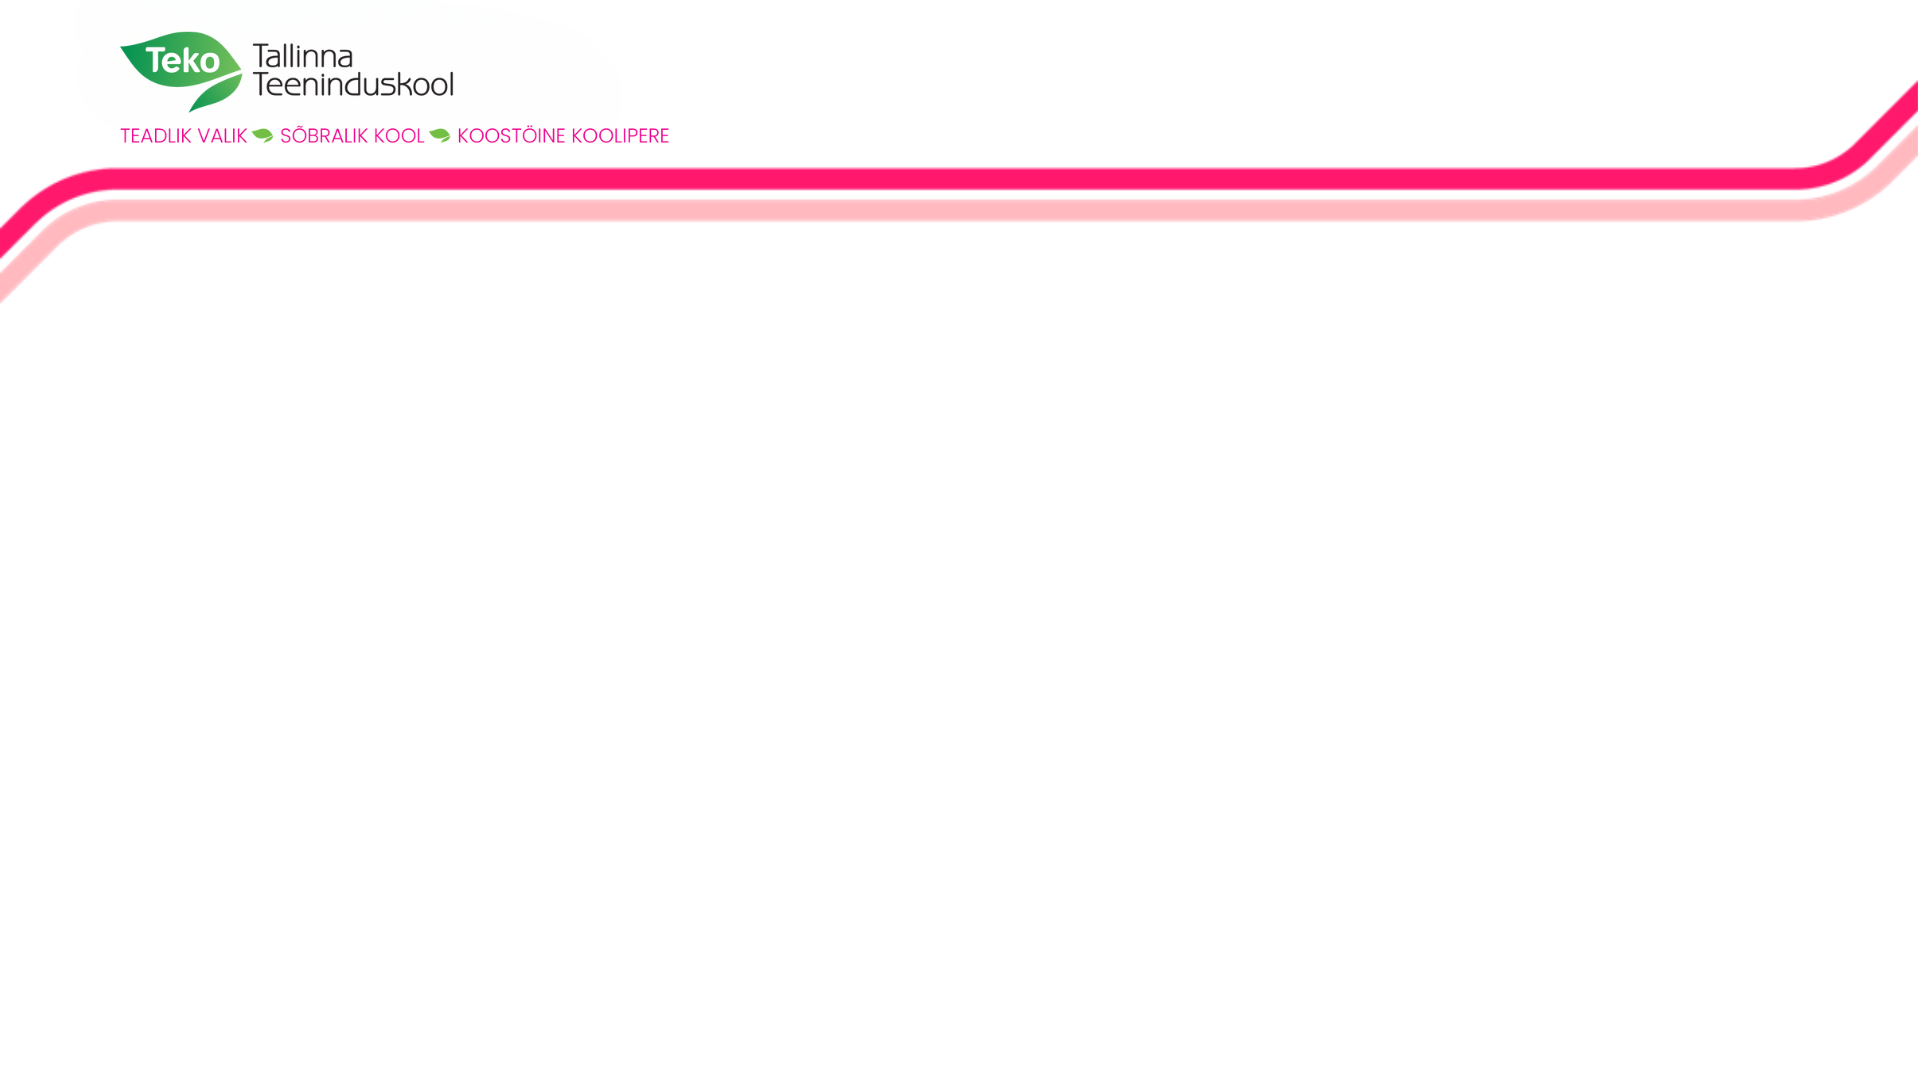 Teko
Tallinna
Teeninduskool
TEADLIK VALIK SÕBRALIK KOOL KOOSTÖINE KOOLIPERE